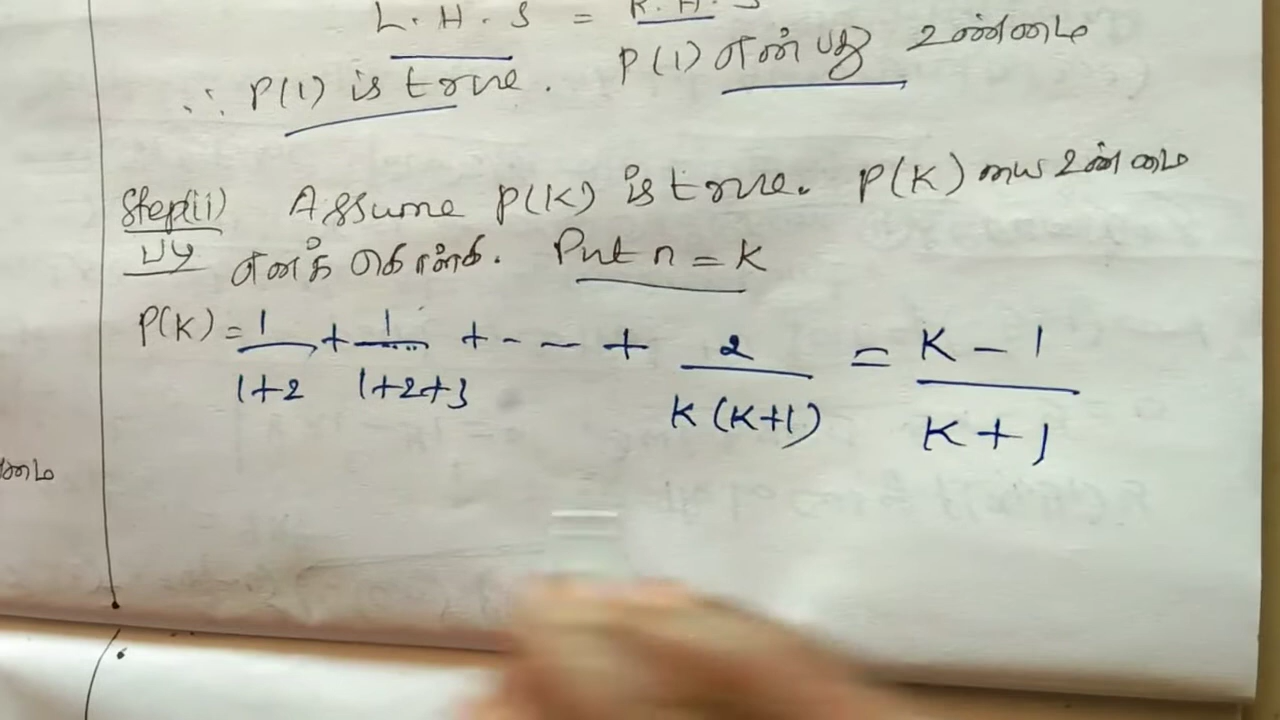 L.H.S = R.H.S
∴ P(1) is true. P(1) என்பது உண்மை
Step(ii) Assume P(K) is true. P(K) யை உண்மை
படி எனக் கொள்க. Put n = K
P(K) = 1/(1+2) + 1/(1+2+3) + - - - + 2/(K(K+1)) = (K-1)/(K+1)